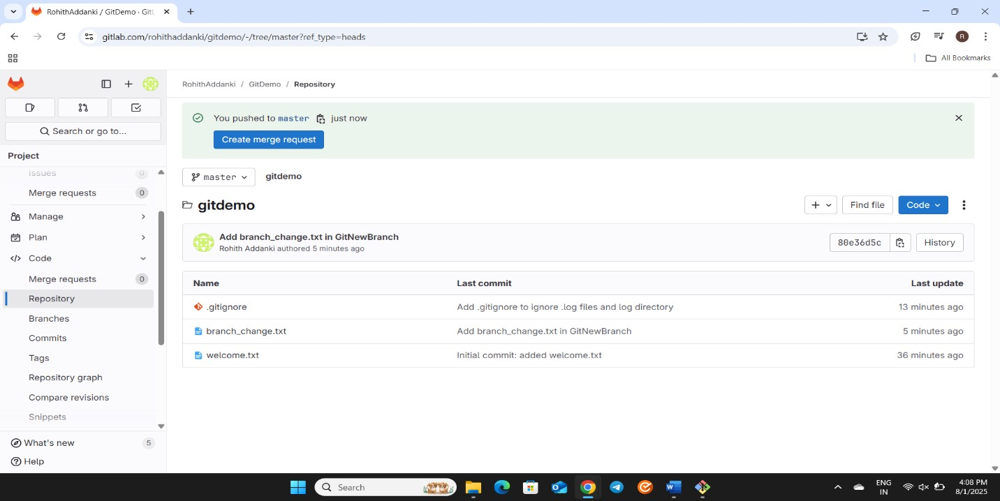 RohithAddanki / GitDemo · GitL
gitlab.com/rohithaddanki/gitdemo/-/tree/master?ref_type=heads
R
All Bookmarks
Search or go to...
Project
Issues 0
Merge requests 0
Manage
Plan
Code
Merge requests 0
Repository
Branches
Commits
Tags
Repository graph
Compare revisions
Snippets
What's new 5
Help
RohithAddanki / GitDemo / Repository
You pushed to master just now
Create merge request
master gitdemo
gitdemo
Find file Code
Add branch_change.txt in GitNewBranch
Rohith Addanki authored 5 minutes ago
80e36d5c History
Name Last commit Last update
.gitignore Add .gitignore to ignore .log files and log directory 13 minutes ago
branch_change.txt Add branch_change.txt in GitNewBranch 5 minutes ago
welcome.txt Initial commit: added welcome.txt 36 minutes ago
Search
ENG
IN
4:08 PM
8/1/2025